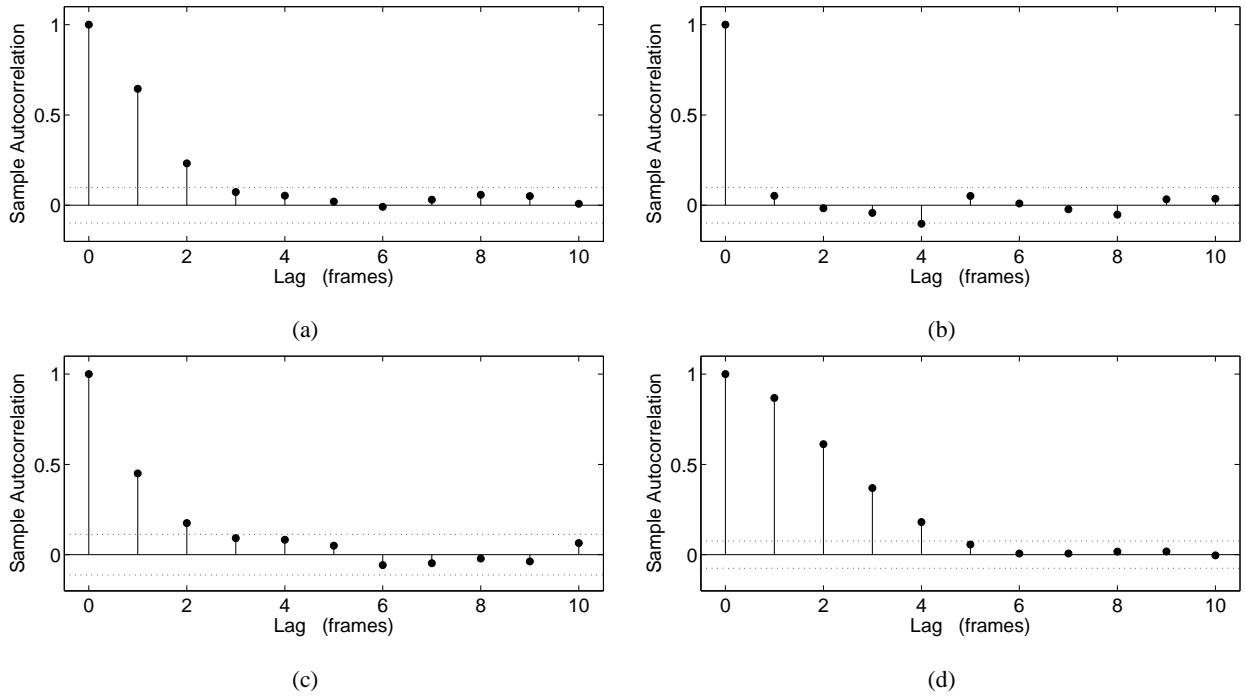 1
0.5
0
Sample Autocorrelation
0 2 4 6 8 10
Lag (frames)
(a)
1
0.5
0
Sample Autocorrelation
0 2 4 6 8 10
Lag (frames)
(b)
1
0.5
0
Sample Autocorrelation
0 2 4 6 8 10
Lag (frames)
(c)
1
0.5
0
Sample Autocorrelation
0 2 4 6 8 10
Lag (frames)
(d)